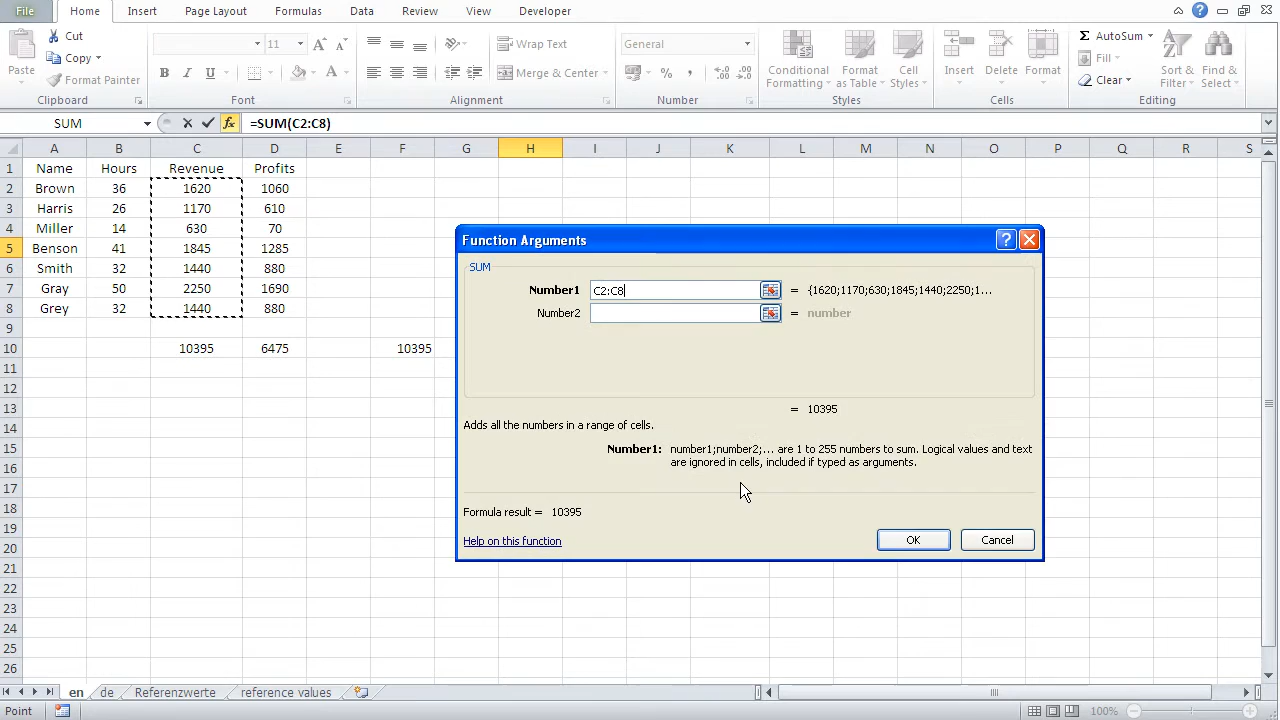 File Home Insert Page Layout Formulas Data Review View Developer
Paste Cut Copy Format Painter Clipboard
11 B I U Font
Wrap Text Merge & Center Alignment
General % , Number
Conditional Formatting Format as Table Cell Styles Styles
Insert Delete Format Cells
Σ AutoSum Fill Clear Sort & Filter Find & Select Editing
SUM fx =SUM(C2:C8)
A B C D E F G H I J K L M N O P Q R S
1 Name Hours Revenue Profits
2 Brown 36 1620 1060
3 Harris 26 1170 610
4 Miller 14 630 70
5 Benson 41 1845 1285
6 Smith 32 1440 880
7 Gray 50 2250 1690
8 Grey 32 1440 880
9
10 10395 6475 10395
11
12
13
14
15
16
17
18
19
20
21
22
23
24
25
26
Function Arguments ?
SUM
Number1 C2:C8 = {1620;1170;630;1845;1440;2250;1...
Number2 = number
= 10395
Adds all the numbers in a range of cells.
Number1: number1;number2;... are 1 to 255 numbers to sum. Logical values and text
are ignored in cells, included if typed as arguments.
Formula result = 10395
Help on this function OK Cancel
en de Referenzwerte reference values
Point 100%